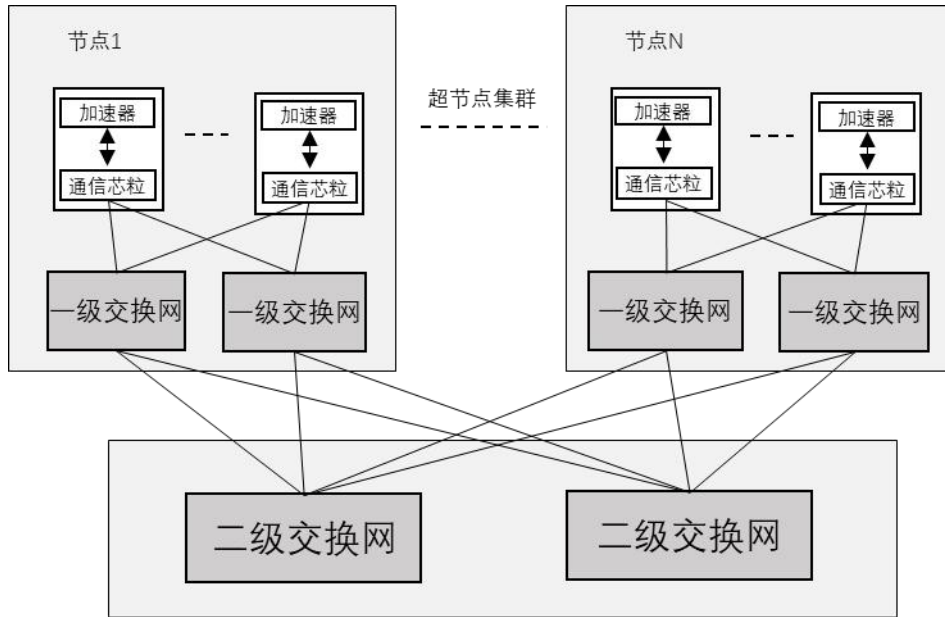 节点1
节点N
超节点集群
加速器
加速器
加速器
加速器
通信芯粒
通信芯粒
通信芯粒
通信芯粒
一级交换网
一级交换网
一级交换网
一级交换网
二级交换网
二级交换网